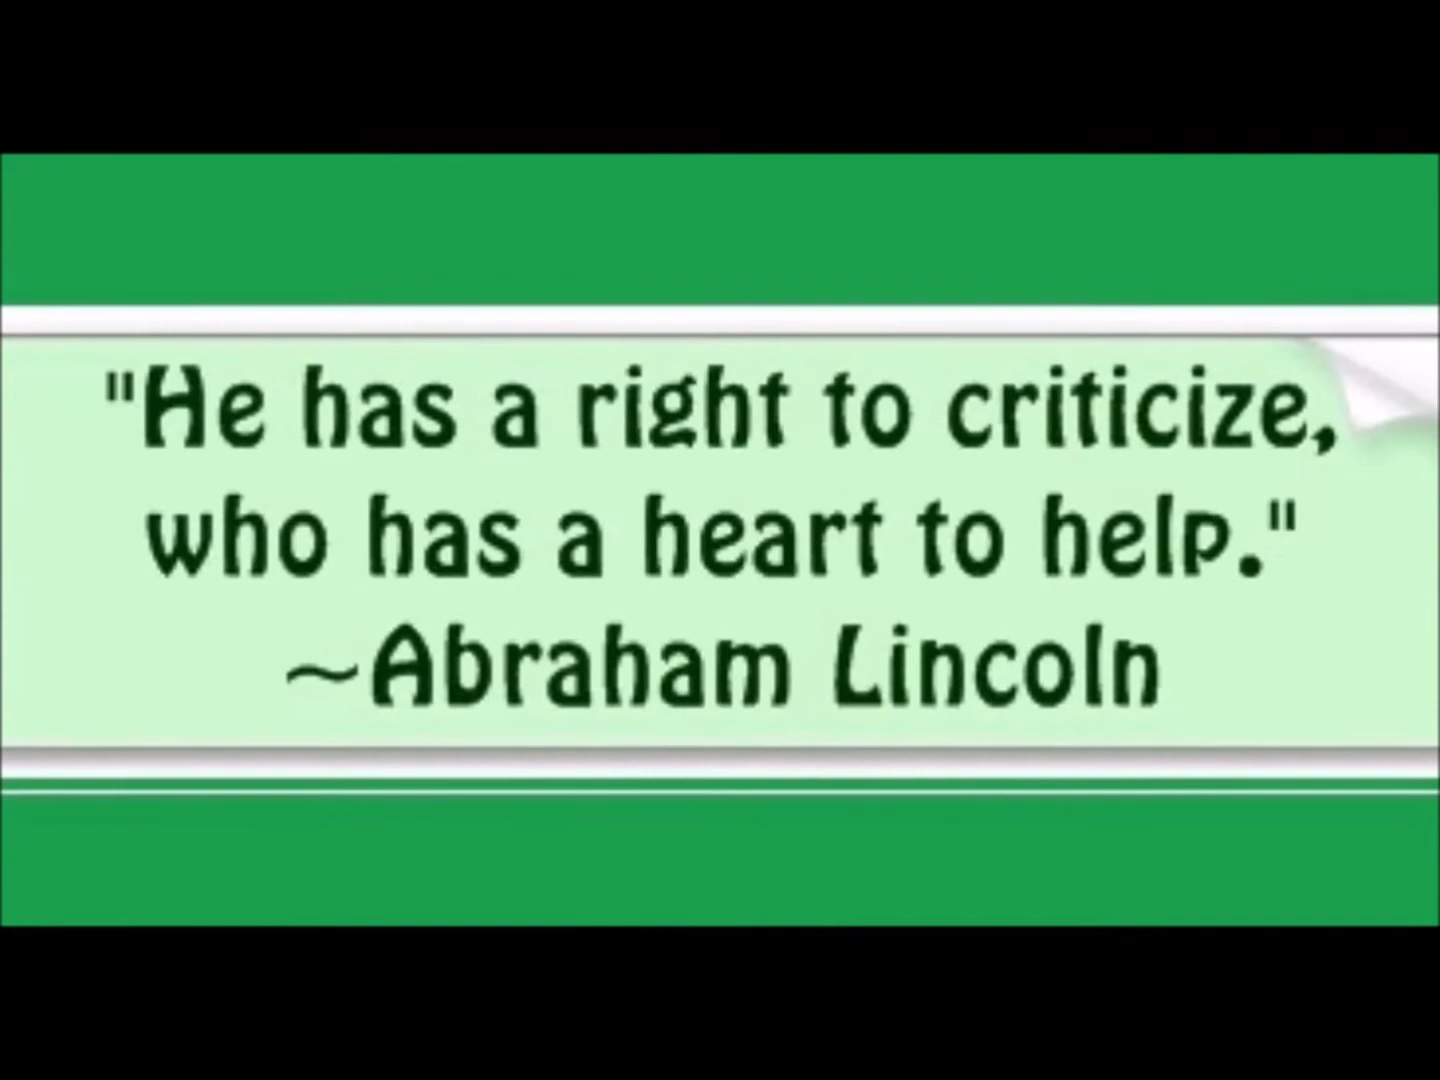 "He has a right to criticize,
who has a heart to help."
~Abraham Lincoln